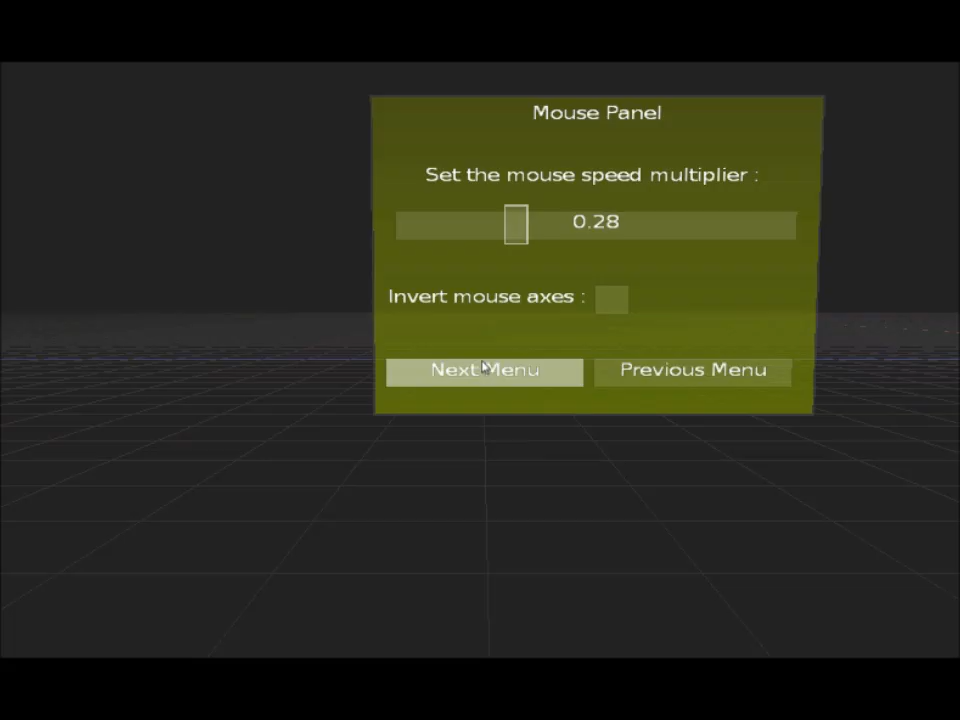 Mouse Panel
Set the mouse speed multiplier :
0.28
Invert mouse axes :
Next Menu
Previous Menu